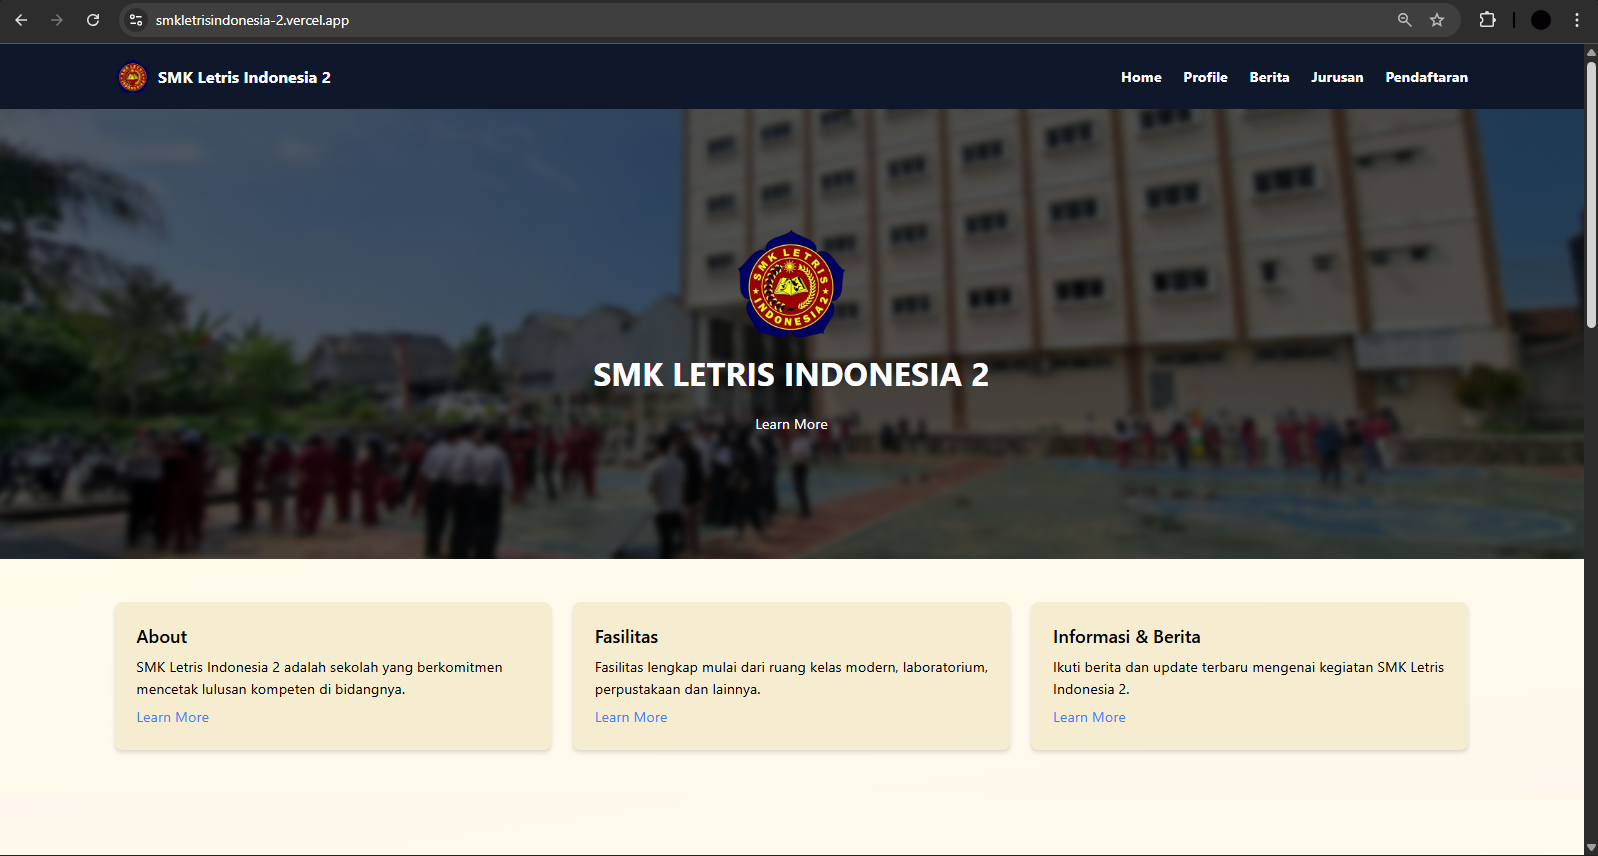 smkletrisindonesia-2.vercel.app
SMK Letris Indonesia 2
Home
Profile
Berita
Jurusan
Pendaftaran
SMK LETRIS
INDONESIA 2
SMK LETRIS INDONESIA 2
Learn More
About
SMK Letris Indonesia 2 adalah sekolah yang berkomitmen
mencetak lulusan kompeten di bidangnya.
Learn More
Fasilitas
Fasilitas lengkap mulai dari ruang kelas modern, laboratorium,
perpustakaan dan lainnya.
Learn More
Informasi & Berita
Ikuti berita dan update terbaru mengenai kegiatan SMK Letris
Indonesia 2.
Learn More